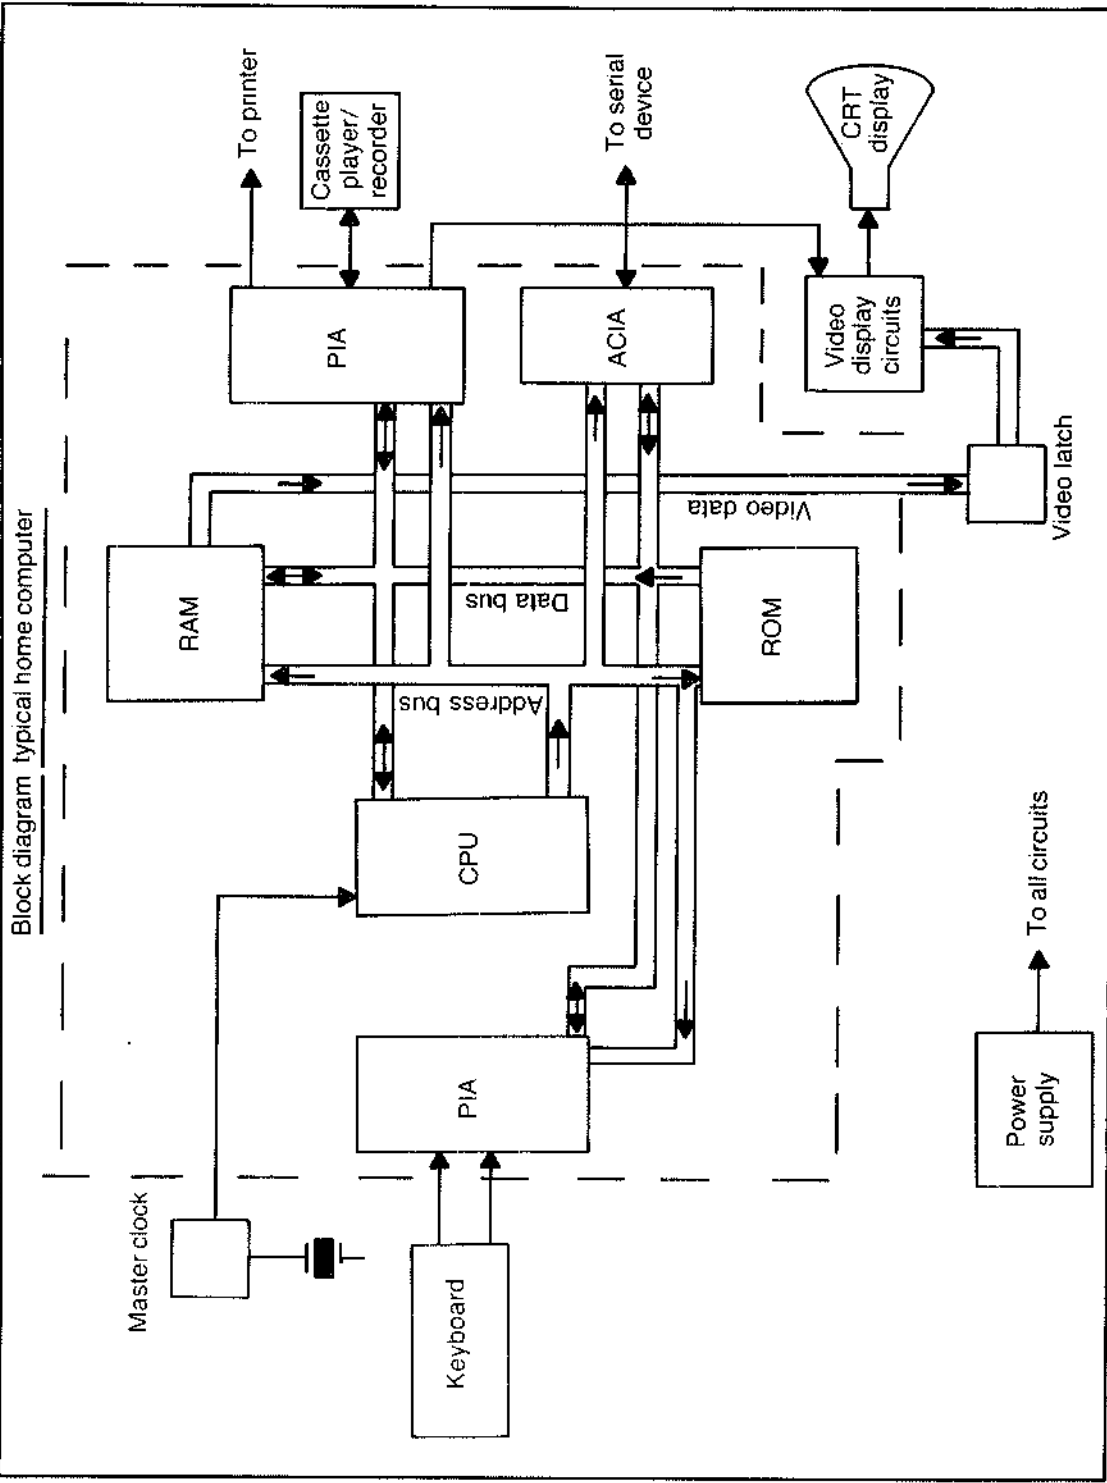 Block diagram typical home computer
To printer
Cassette
player/
recorder
To serial
device
CRT
display
PIA
ACIA
Video
display
circuits
Video latch
Video data
RAM
Data bus
ROM
Address bus
CPU
To all circuits
PIA
Power
supply
Master clock
Keyboard